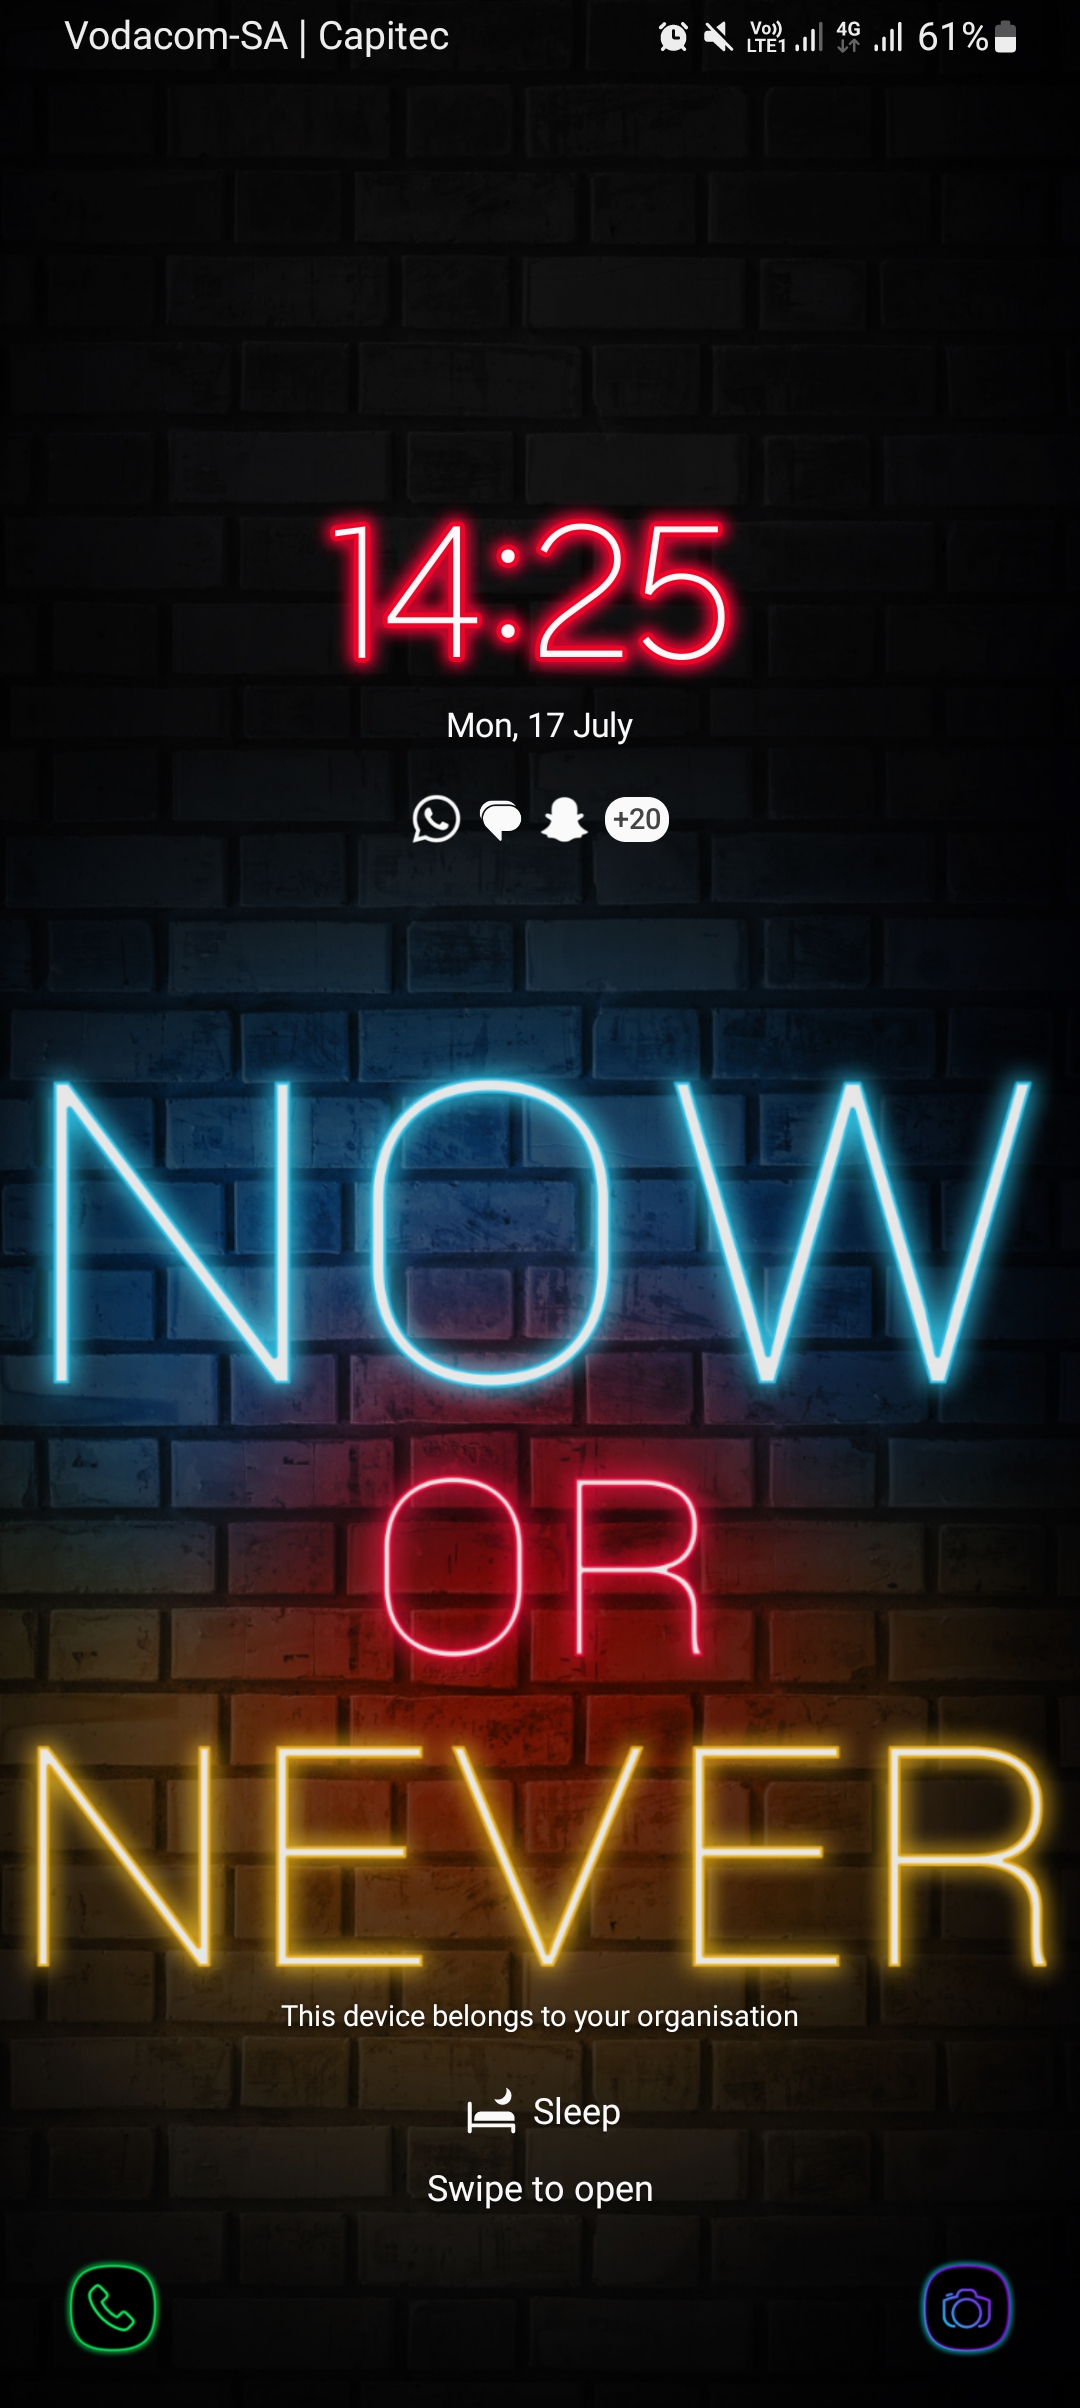 Vodacom-SA | Capitec
Vo)) LTE1 4G 61%
14:25
Mon, 17 July
+20
NOW
OR
NEVER
This device belongs to your organisation
Sleep
Swipe to open